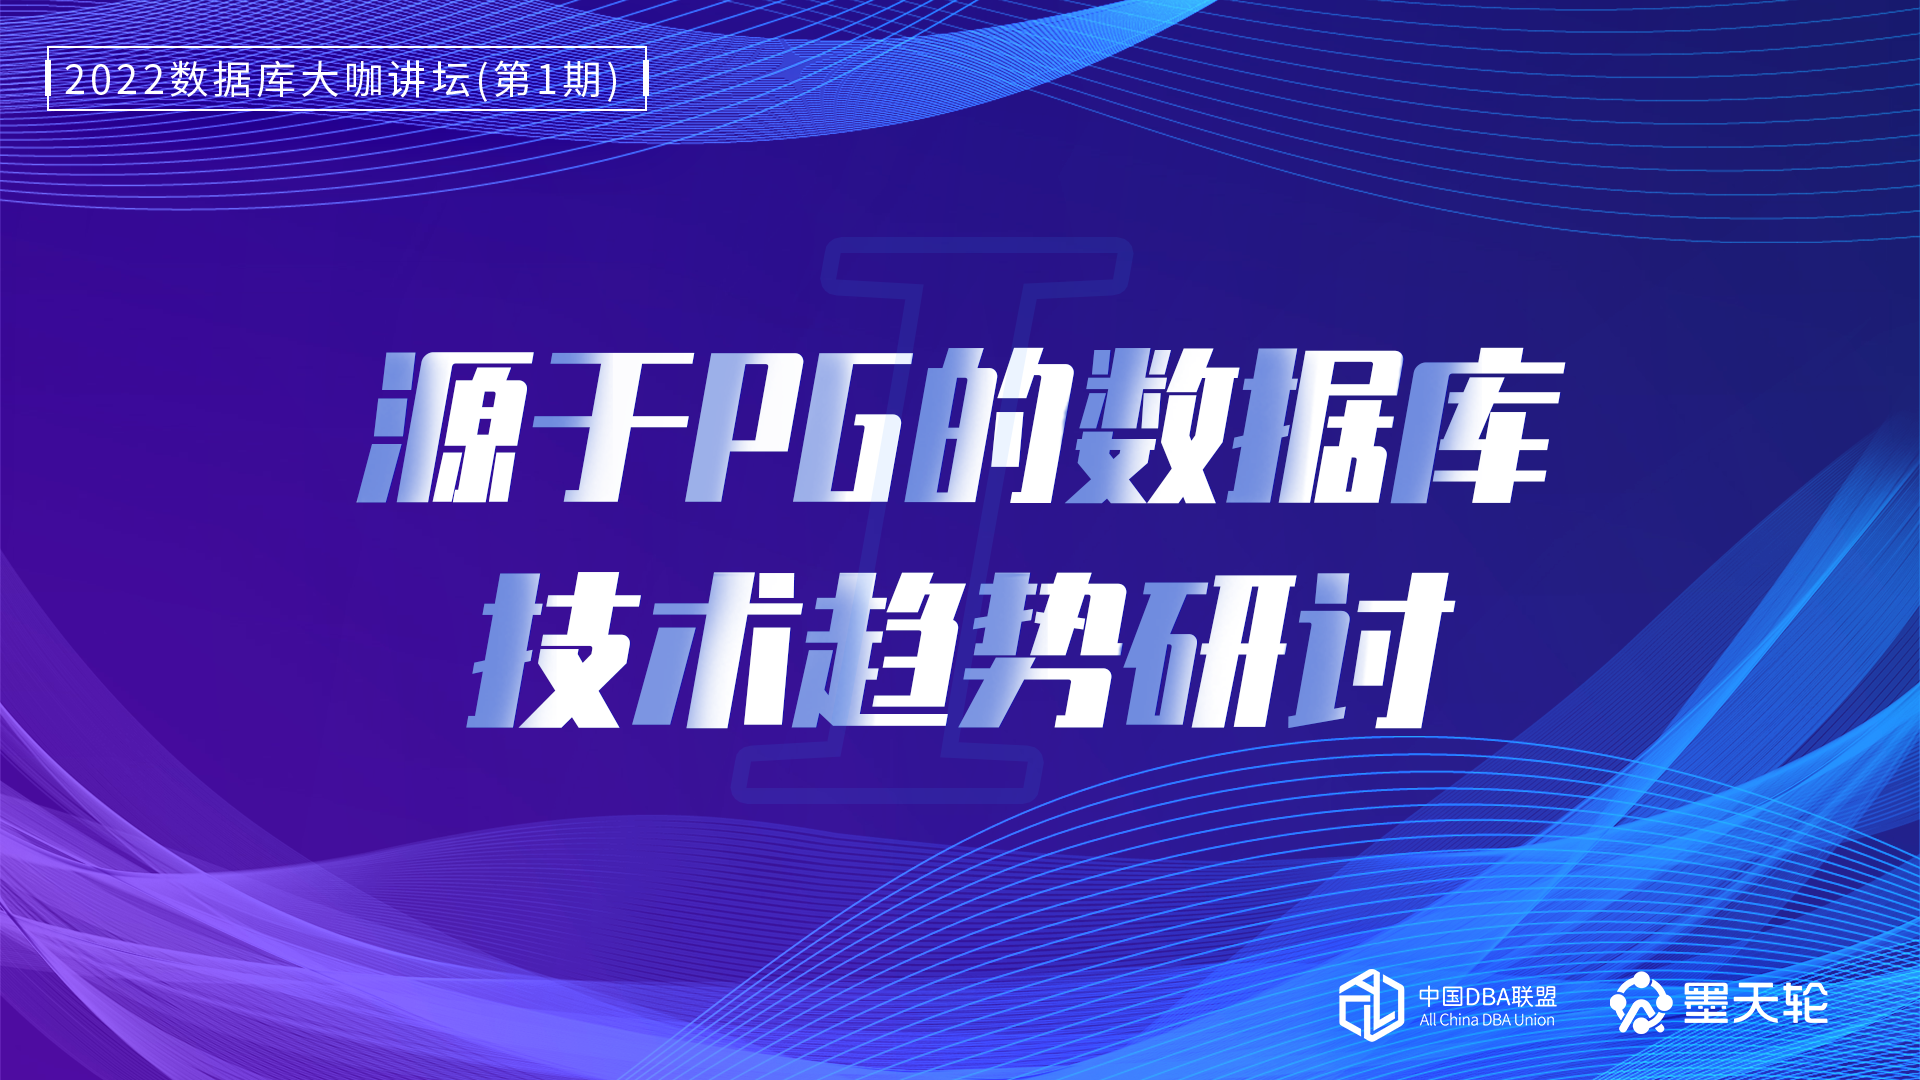 2022数据库大咖讲坛(第1期)
源于PG的数据库
技术趋势研讨
中国DBA联盟
All China DBA Union
墨天轮